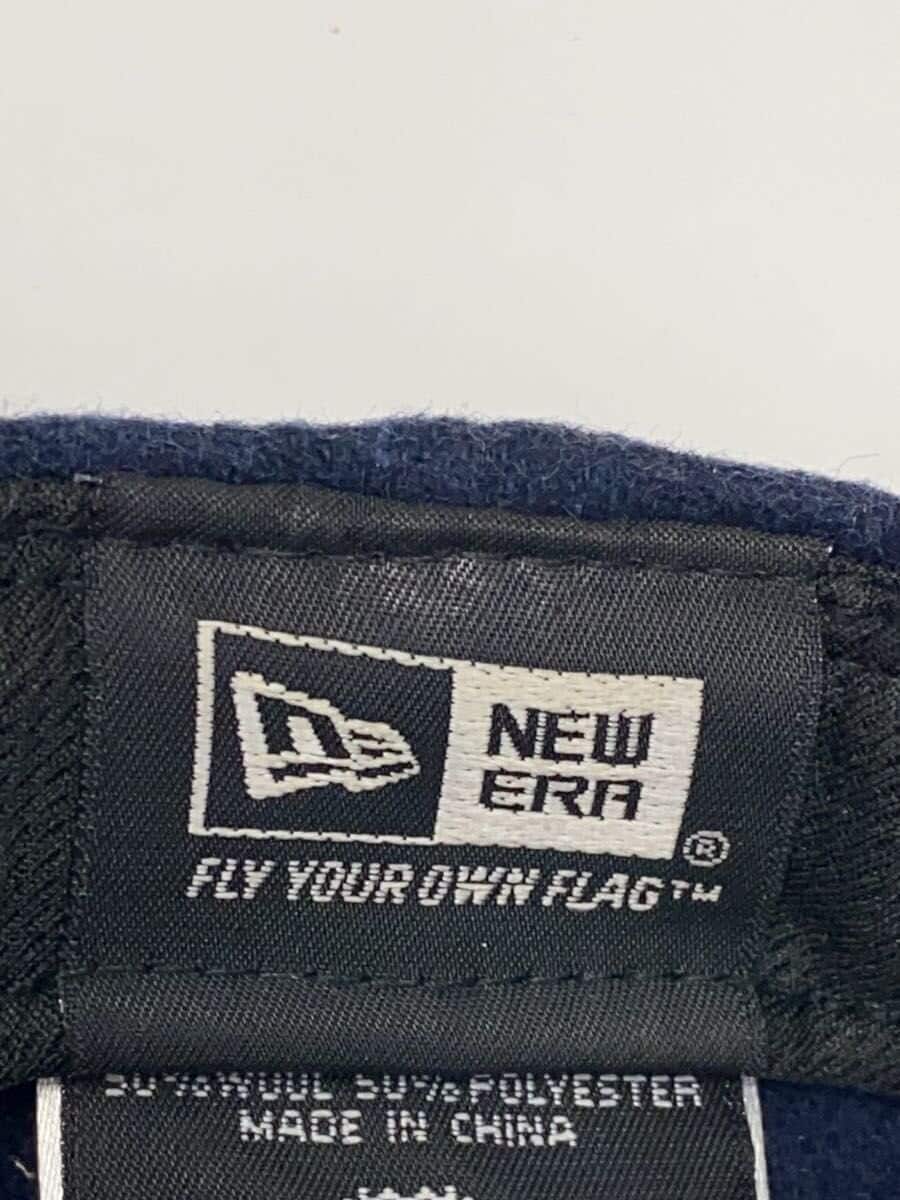 NEW
ERA
®
FLY YOUR OWN FLAG™
50% WOOL 50% POLYESTER
MADE IN CHINA